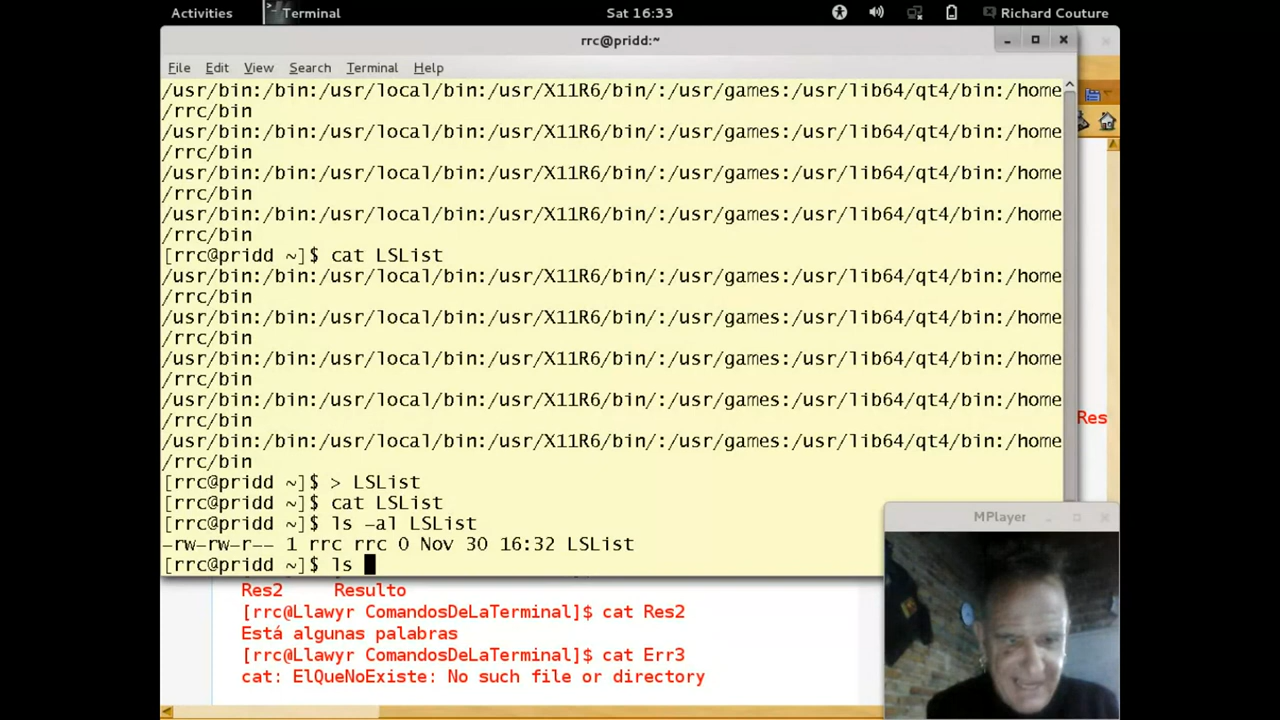 Activities Terminal Sat 16:33 Richard Couture
rrc@pridd:~
File Edit View Search Terminal Help
/usr/bin:/bin:/usr/local/bin:/usr/X11R6/bin/:/usr/games:/usr/lib64/qt4/bin:/home
/rrc/bin
/usr/bin:/bin:/usr/local/bin:/usr/X11R6/bin/:/usr/games:/usr/lib64/qt4/bin:/home
/rrc/bin
/usr/bin:/bin:/usr/local/bin:/usr/X11R6/bin/:/usr/games:/usr/lib64/qt4/bin:/home
/rrc/bin
/usr/bin:/bin:/usr/local/bin:/usr/X11R6/bin/:/usr/games:/usr/lib64/qt4/bin:/home
/rrc/bin
[rrc@pridd ~]$ cat LSList
/usr/bin:/bin:/usr/local/bin:/usr/X11R6/bin/:/usr/games:/usr/lib64/qt4/bin:/home
/rrc/bin
/usr/bin:/bin:/usr/local/bin:/usr/X11R6/bin/:/usr/games:/usr/lib64/qt4/bin:/home
/rrc/bin
/usr/bin:/bin:/usr/local/bin:/usr/X11R6/bin/:/usr/games:/usr/lib64/qt4/bin:/home
/rrc/bin
/usr/bin:/bin:/usr/local/bin:/usr/X11R6/bin/:/usr/games:/usr/lib64/qt4/bin:/home
/rrc/bin
/usr/bin:/bin:/usr/local/bin:/usr/X11R6/bin/:/usr/games:/usr/lib64/qt4/bin:/home
/rrc/bin
[rrc@pridd ~]$ > LSList
[rrc@pridd ~]$ cat LSList
[rrc@pridd ~]$ ls -al LSList
-rw-rw-r-- 1 rrc rrc 0 Nov 30 16:32 LSList
[rrc@pridd ~]$ ls
Res
MPlayer
Res2 Resulto
[rrc@Llawyr ComandosDeLaTerminal]$ cat Res2
Está algunas palabras
[rrc@Llawyr ComandosDeLaTerminal]$ cat Err3
cat: ElQueNoExiste: No such file or directory